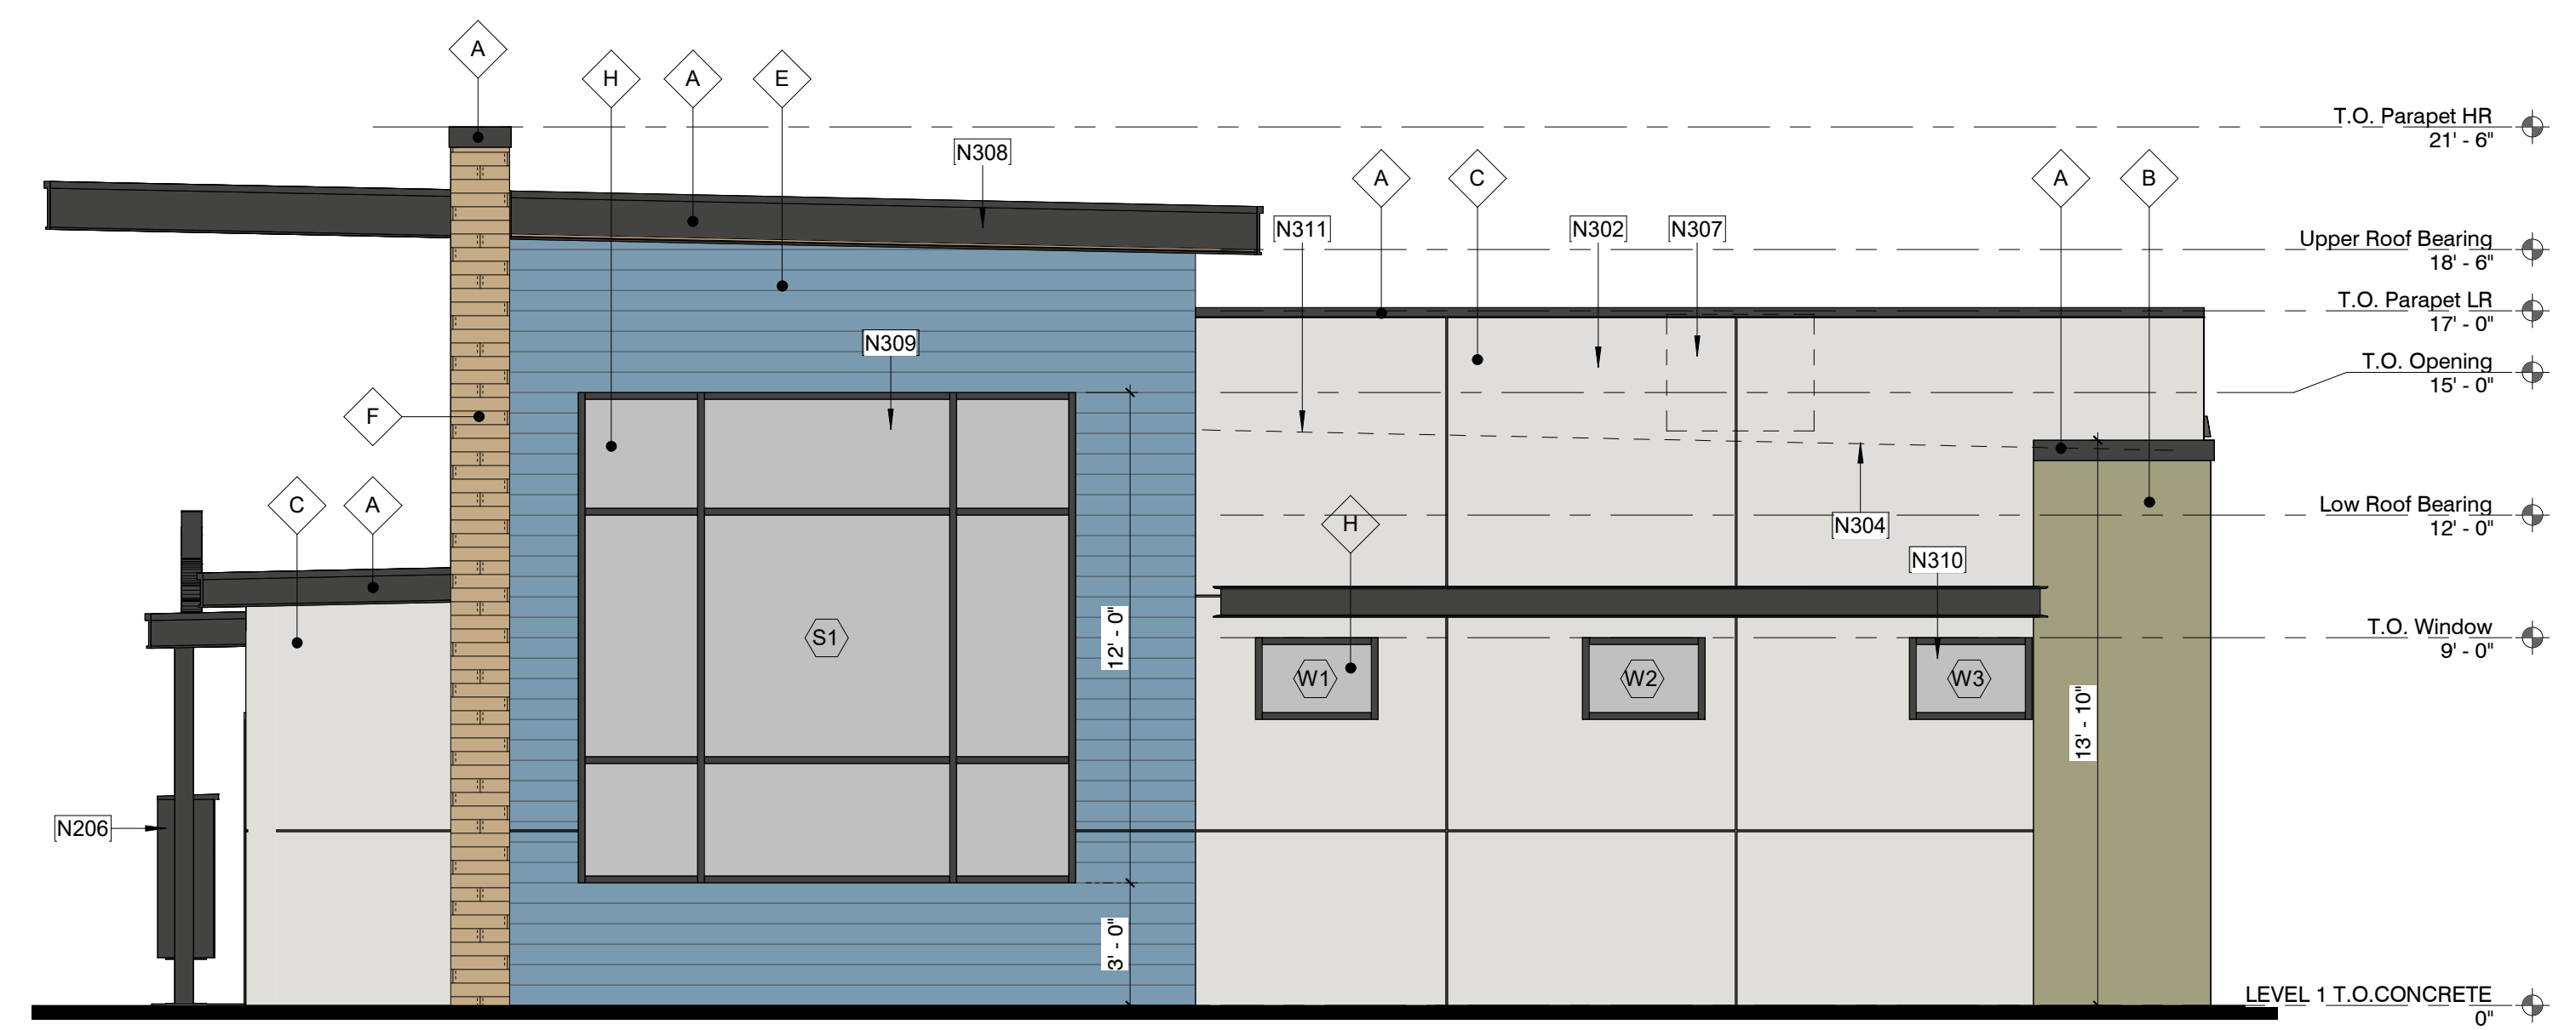 A
H
A
E
T.O. Parapet HR
21' - 6"
N308
A
C
A
B
N311
N302
N307
Upper Roof Bearing
18' - 6"
T.O. Parapet LR
17' - 0"
N309
T.O. Opening
15' - 0"
F
C
A
H
N304
Low Roof Bearing
12' - 0"
N310
S1
12' - 0"
T.O. Window
9' - 0"
W1
W2
W3
13' - 10"
N206
3' - 0"
LEVEL 1 T.O.CONCRETE
0"